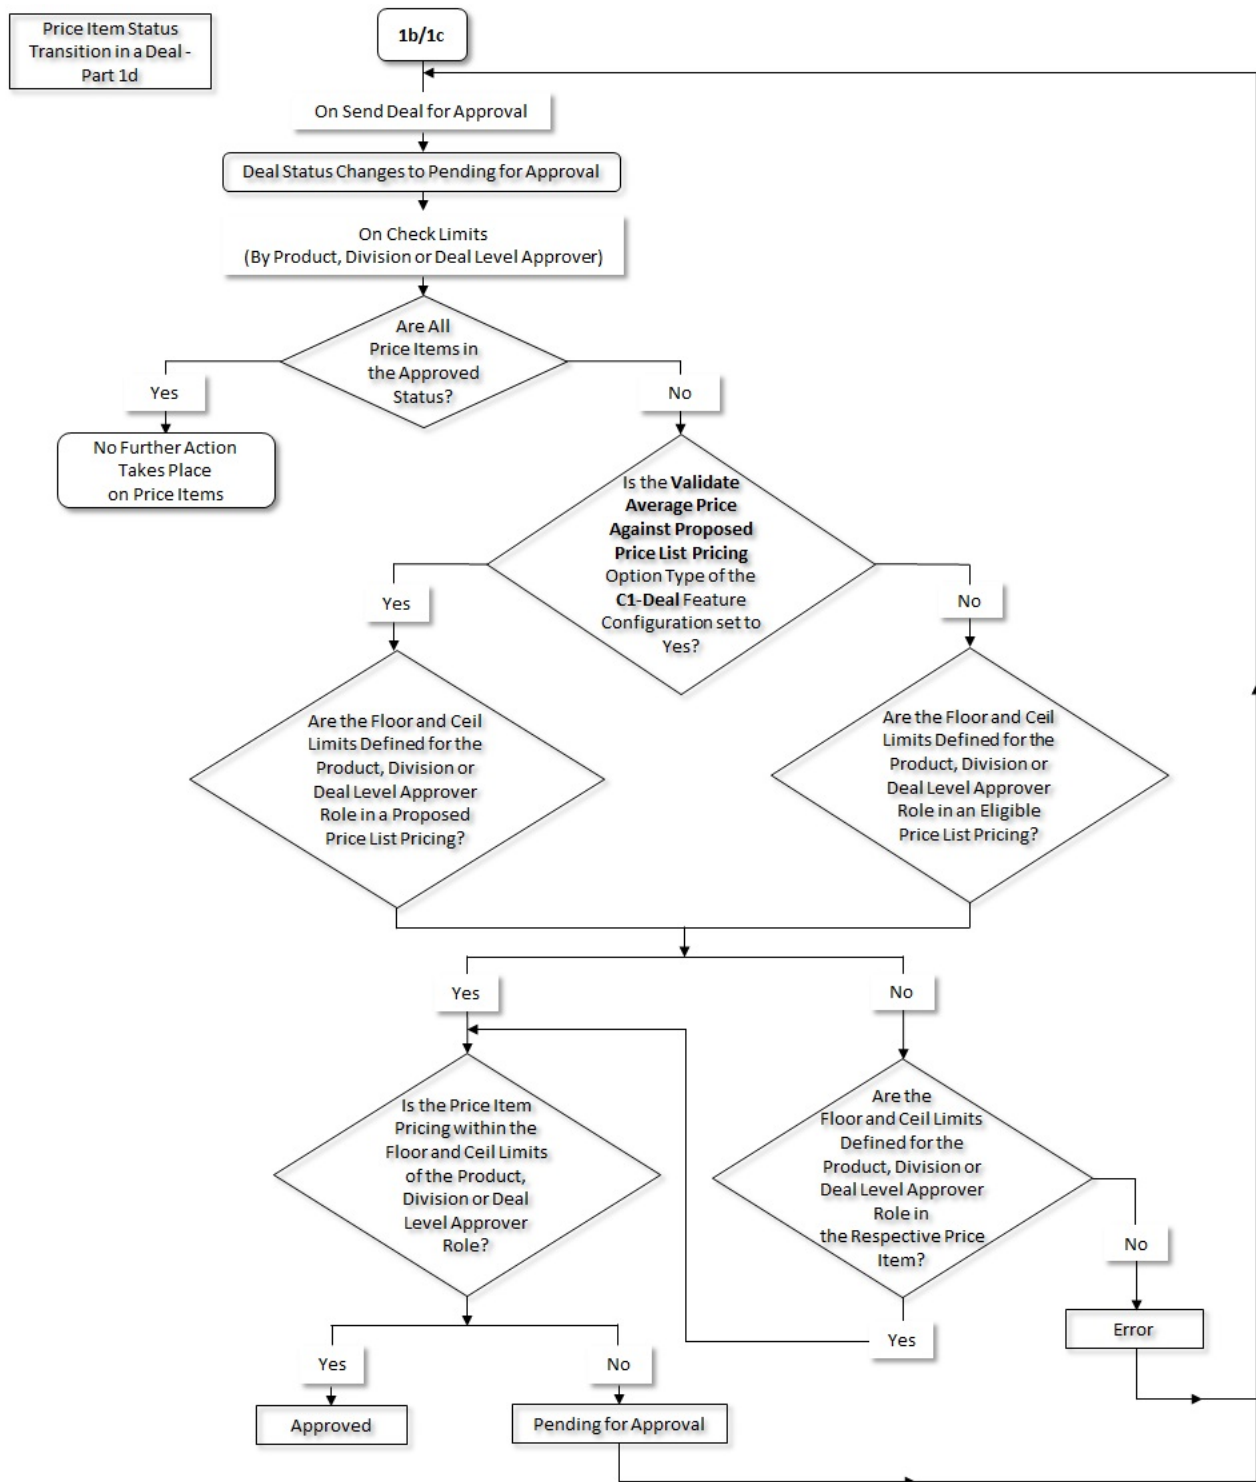 Price Item Status
Transition in a Deal -
Part 1d
1b/1c
On Send Deal for Approval
Deal Status Changes to Pending for Approval
On Check Limits
(By Product, Division or Deal Level Approver)
Are All
Price Items in
the Approved
Status?
Yes
No
No Further Action
Takes Place
on Price Items
Is the Validate
Average Price
Against Proposed
Price List Pricing
Option Type of the
C1-Deal Feature
Configuration set to
Yes?
Yes
No
Are the Floor and Ceil
Limits Defined for the
Product, Division or
Deal Level Approver
Role in a Proposed
Price List Pricing?
Are the Floor and Ceil
Limits Defined for the
Product, Division or
Deal Level Approver
Role in an Eligible
Price List Pricing?
Yes
No
Is the Price Item
Pricing within the
Floor and Ceil Limits
of the Product,
Division or Deal
Level Approver
Role?
Are the
Floor and Ceil Limits
Defined for the
Product, Division or
Deal Level Approver
Role in
the Respective Price
Item?
No
Error
Yes
Yes
No
Approved
Pending for Approval